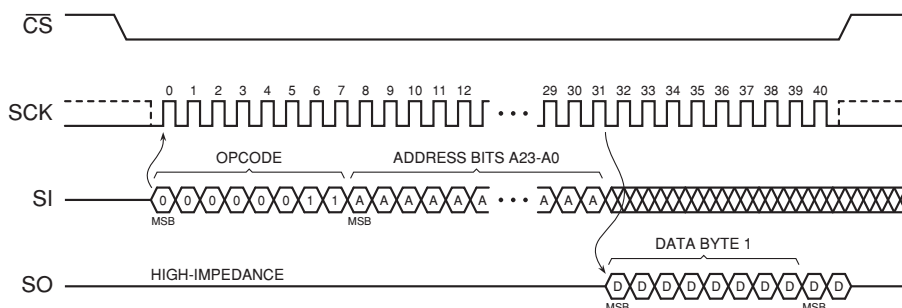 CS
SCK 0 1 2 3 4 5 6 7 8 9 10 11 12 29 30 31 32 33 34 35 36 37 38 39 40
OPCODE ADDRESS BITS A23-A0
SI 0 0 0 0 0 0 1 1 A A A A A A A A A
MSB MSB
DATA BYTE 1
SO HIGH-IMPEDANCE D D D D D D D D D D
MSB MSB